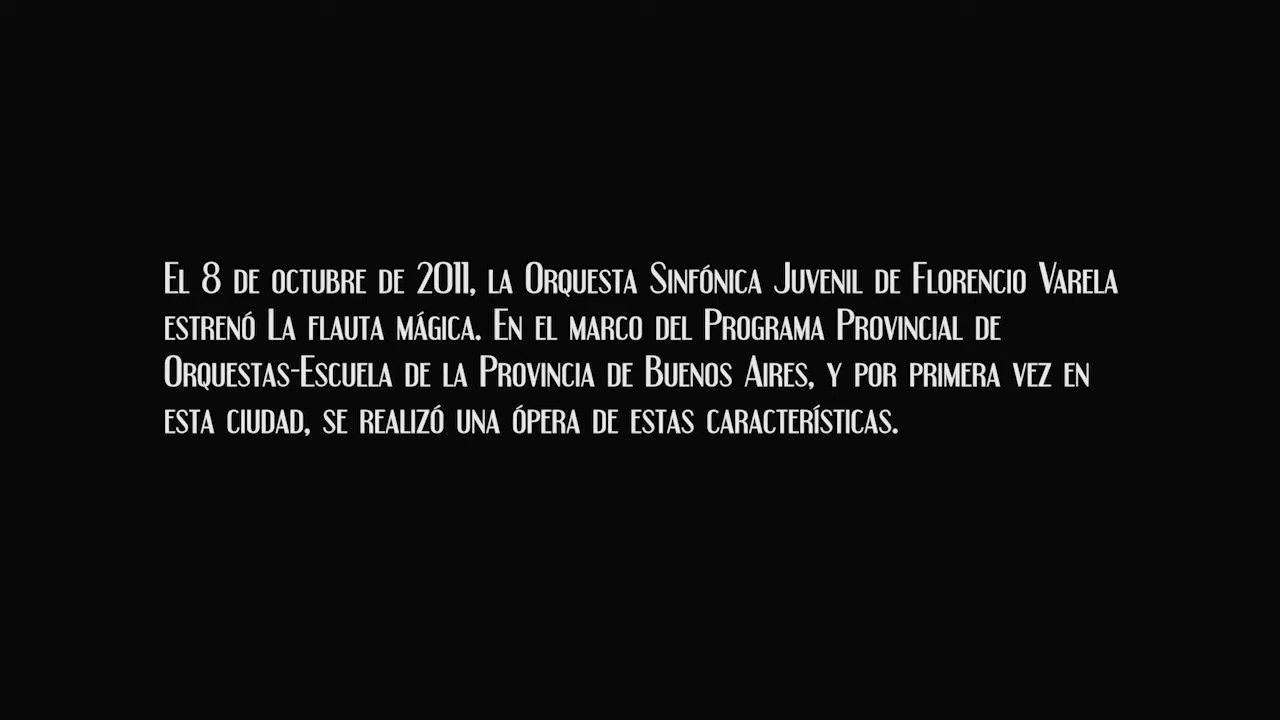 El 8 de octubre de 2011, la Orquesta Sinfónica Juvenil de Florencio Varela
estrenó La flauta mágica. En el marco del Programa Provincial de
Orquestas-Escuela de la Provincia de Buenos Aires, y por primera vez en
esta ciudad, se realizó una ópera de estas características.